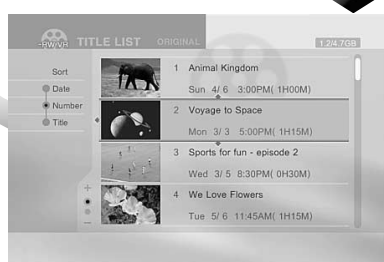 -RW/VR TITLE LIST ORIGINAL 1.2/4.7GB
Sort
Date
Number
Title
1 Animal Kingdom
Sun 4/ 6 3:00PM( 1H00M)
2 Voyage to Space
Mon 3/ 3 5:00PM( 1H15M)
3 Sports for fun - episode 2
Wed 3/ 5 8:30PM( 0H30M)
4 We Love Flowers
Tue 5/ 6 11:45AM( 1H15M)